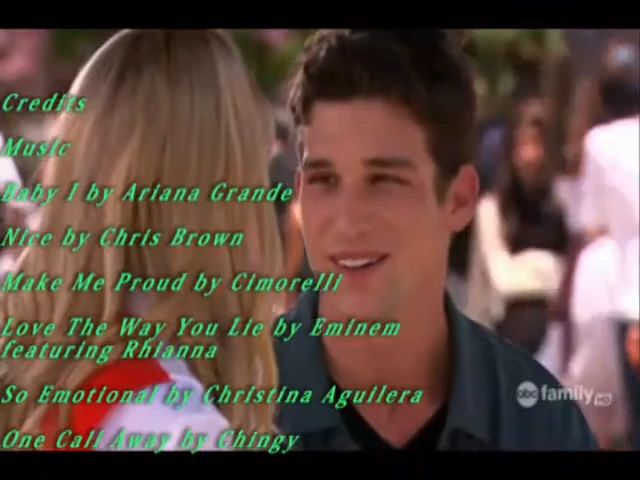 Credits
Music
Baby I by Ariana Grande
Nice by Chris Brown
Make Me Proud by Cimorelli
Love The Way You Lie by Eminem
featuring Rhianna
So Emotional by Christina Aguilera
One Call Away by Chingy
abc family HD